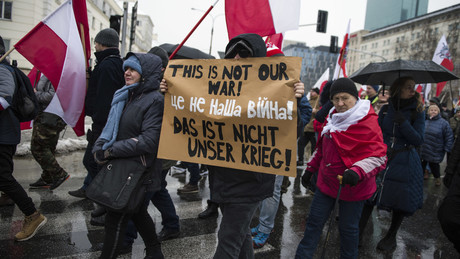 THIS IS NOT OUR
WAR!
це не наша війна!
DAS IST NICHT
UNSER KRIEG!